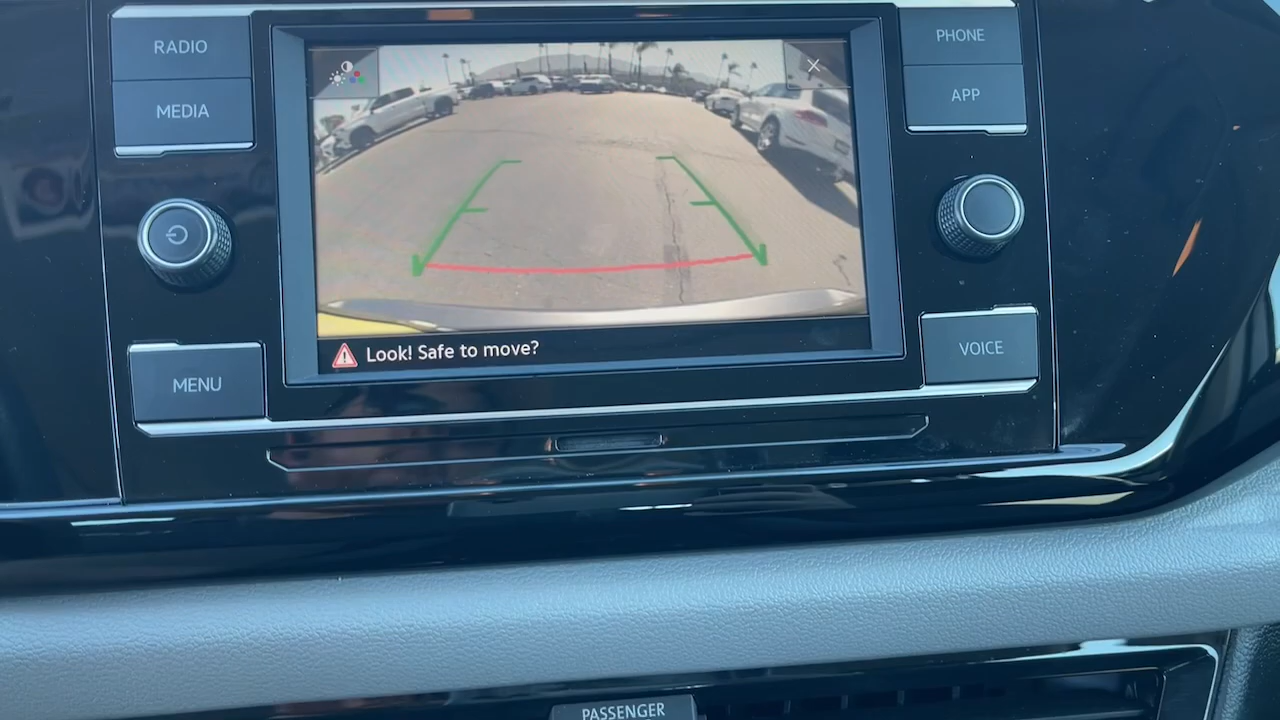 RADIO
MEDIA
MENU
PHONE
APP
VOICE
Look! Safe to move?
PASSENGER